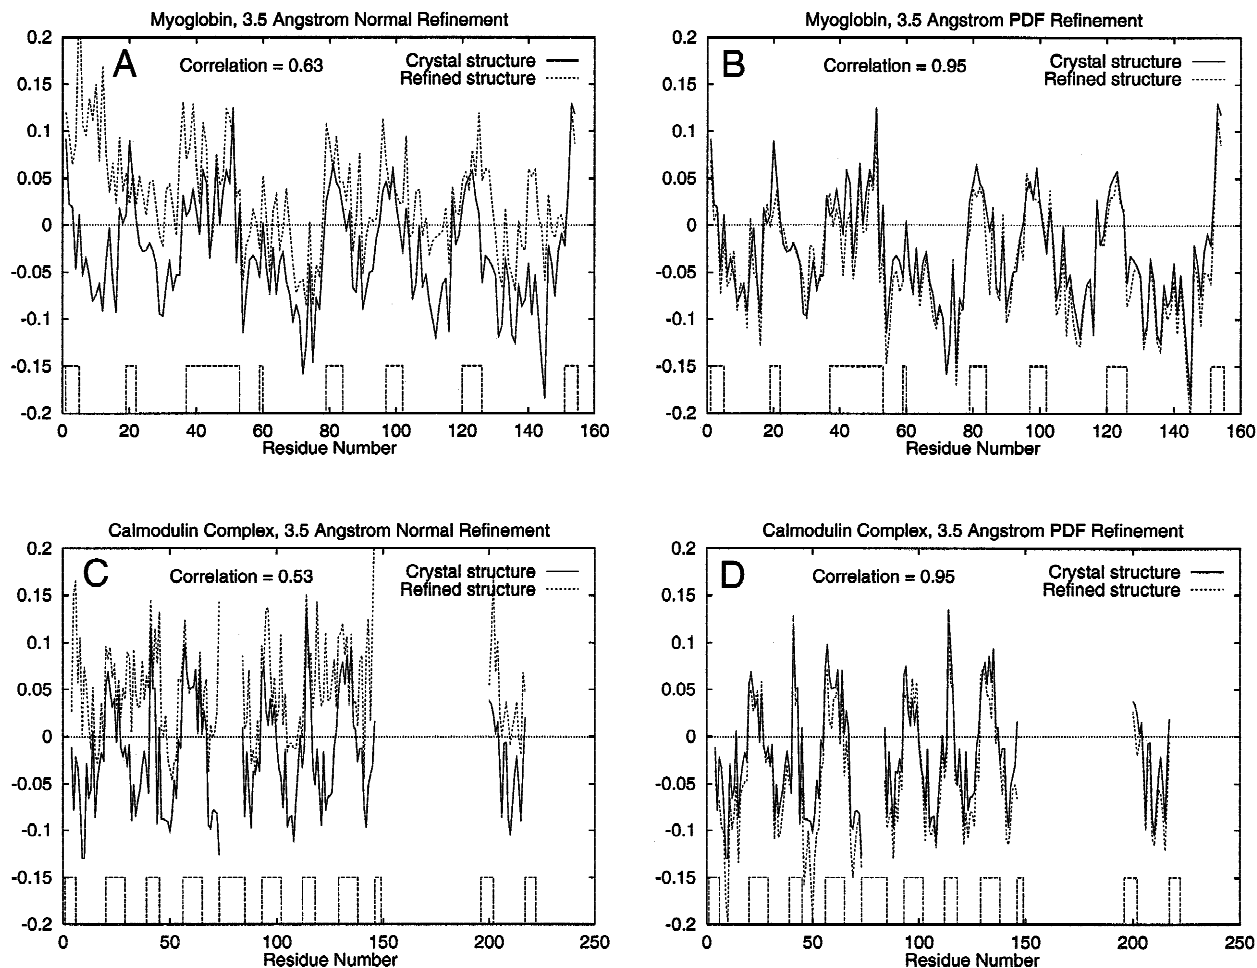 Myoglobin, 3.5 Angstrom Normal Refinement
A
Correlation = 0.63
Crystal structure
Refined structure
0.2
0.15
0.1
0.05
0
-0.05
-0.1
-0.15
-0.2
0 20 40 60 80 100 120 140 160
Residue Number
Myoglobin, 3.5 Angstrom PDF Refinement
B
Correlation = 0.95
Crystal structure
Refined structure
0.2
0.15
0.1
0.05
0
-0.05
-0.1
-0.15
-0.2
0 20 40 60 80 100 120 140 160
Residue Number
Calmodulin Complex, 3.5 Angstrom Normal Refinement
C
Correlation = 0.53
Crystal structure
Refined structure
0.2
0.15
0.1
0.05
0
-0.05
-0.1
-0.15
-0.2
0 50 100 150 200 250
Residue Number
Calmodulin Complex, 3.5 Angstrom PDF Refinement
D
Correlation = 0.95
Crystal structure
Refined structure
0.2
0.15
0.1
0.05
0
-0.05
-0.1
-0.15
-0.2
0 50 100 150 200 250
Residue Number